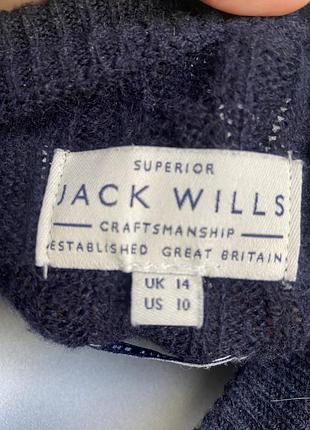 SUPERIOR
JACK WILLS
CRAFTSMANSHIP
ESTABLISHED GREAT BRITAIN
UK 14
US 10